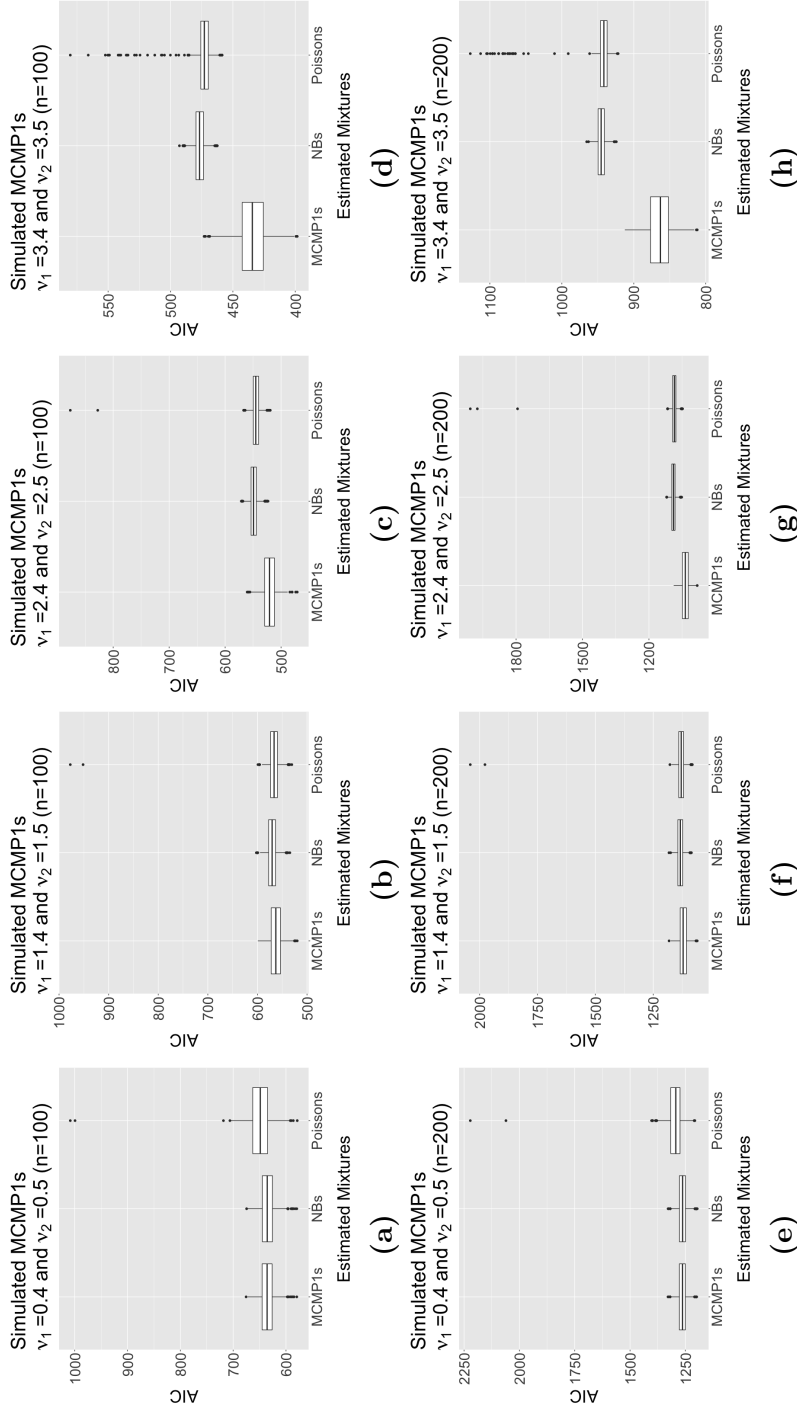 Simulated MCMP1s
ν1 =0.4 and ν2 =0.5 (n=100)
1000
900
800
700
600
AIC
MCMP1s NBs Poissons
Estimated Mixtures
(a)
Simulated MCMP1s
ν1 =1.4 and ν2 =1.5 (n=100)
1000
900
800
700
600
500
AIC
MCMP1s NBs Poissons
Estimated Mixtures
(b)
Simulated MCMP1s
ν1 =2.4 and ν2 =2.5 (n=100)
800
700
600
500
AIC
MCMP1s NBs Poissons
Estimated Mixtures
(c)
Simulated MCMP1s
ν1 =3.4 and ν2 =3.5 (n=100)
550
500
450
400
AIC
MCMP1s NBs Poissons
Estimated Mixtures
(d)
Simulated MCMP1s
ν1 =0.4 and ν2 =0.5 (n=200)
2250
2000
1750
1500
1250
AIC
MCMP1s NBs Poissons
Estimated Mixtures
(e)
Simulated MCMP1s
ν1 =1.4 and ν2 =1.5 (n=200)
2000
1750
1500
1250
AIC
MCMP1s NBs Poissons
Estimated Mixtures
(f)
Simulated MCMP1s
ν1 =2.4 and ν2 =2.5 (n=200)
1800
1500
1200
AIC
MCMP1s NBs Poissons
Estimated Mixtures
(g)
Simulated MCMP1s
ν1 =3.4 and ν2 =3.5 (n=200)
1100
1000
900
800
AIC
MCMP1s NBs Poissons
Estimated Mixtures
(h)